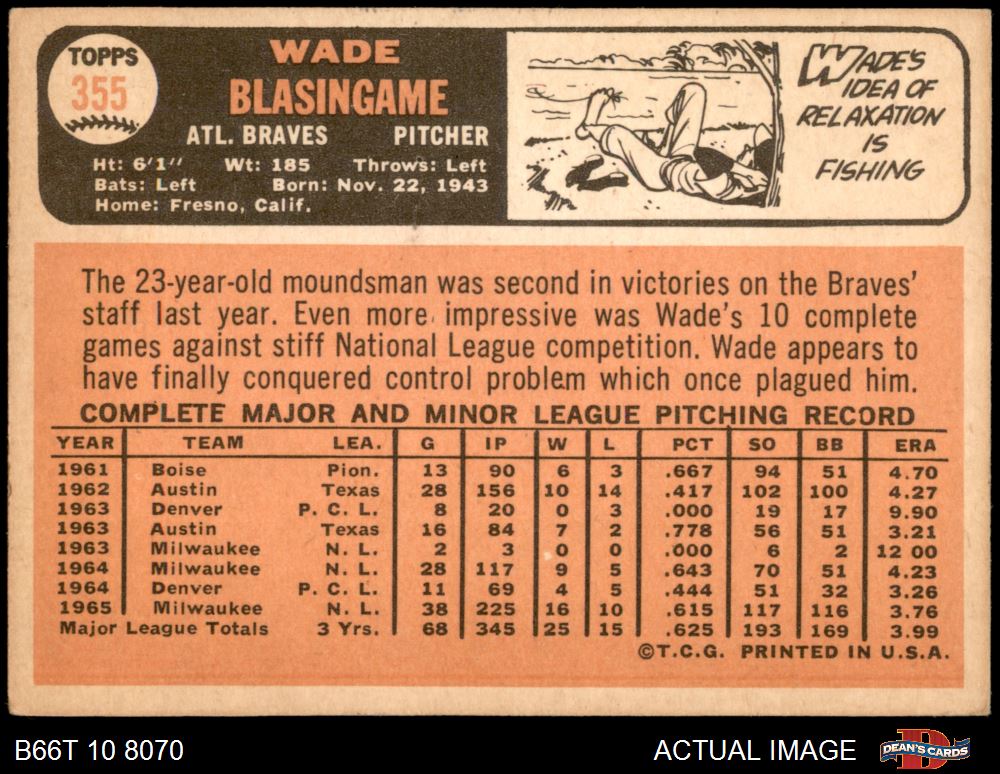 TOPPS
355
WADE
BLASINGAME
ATL. BRAVES PITCHER
Ht: 6'1" Wt: 185 Throws: Left
Bats: Left Born: Nov. 22, 1943
Home: Fresno, Calif.
WADE'S
IDEA OF
RELAXATION
IS
FISHING
The 23-year-old moundsman was second in victories on the Braves'
staff last year. Even more impressive was Wade's 10 complete
games against stiff National League competition. Wade appears to
have finally conquered control problem which once plagued him.
COMPLETE MAJOR AND MINOR LEAGUE PITCHING RECORD
YEAR TEAM LEA. G IP W L PCT SO BB ERA
1961 Boise Pion. 13 90 6 3 .667 94 51 4.70
1962 Austin Texas 28 156 10 14 .417 102 100 4.27
1963 Denver P. C. L. 8 20 0 3 .000 19 17 9.90
1963 Austin Texas 16 84 7 2 .778 56 51 3.21
1963 Milwaukee N. L. 2 3 0 0 .000 6 2 12 00
1964 Milwaukee N. L. 28 117 9 5 .643 70 51 4.23
1964 Denver P. C. L. 11 69 4 5 .444 51 32 3.26
1965 Milwaukee N. L. 38 225 16 10 .615 117 116 3.76
Major League Totals 3 Yrs. 68 345 25 15 .625 193 169 3.99
©T.C.G. PRINTED IN U.S.A.
B66T 10 8070 ACTUAL IMAGE DEAN'S CARDS